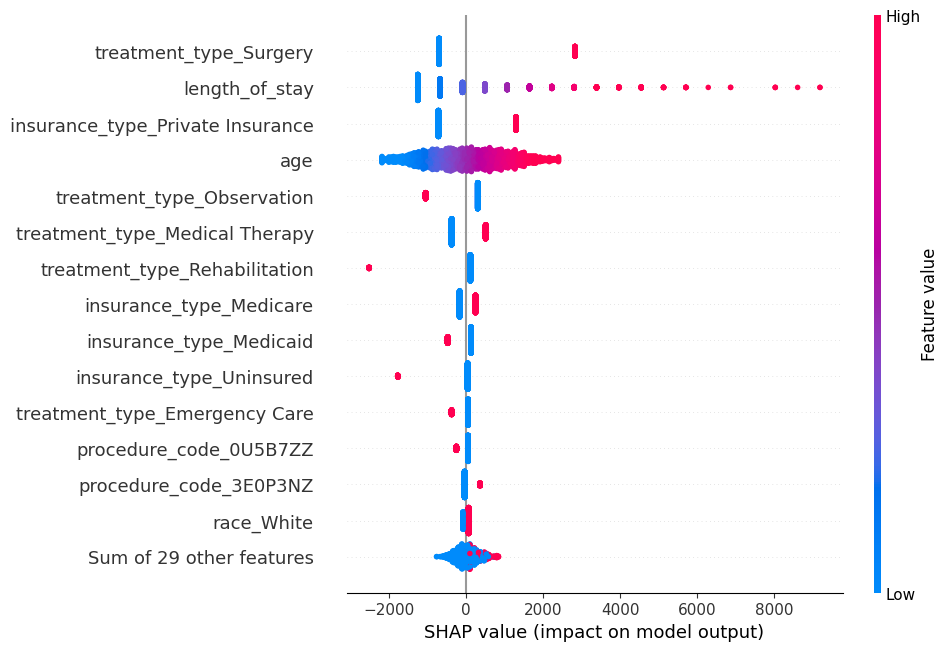 High
treatment_type_Surgery
length_of_stay
insurance_type_Private Insurance
age
treatment_type_Observation
treatment_type_Medical Therapy
treatment_type_Rehabilitation
insurance_type_Medicare
insurance_type_Medicaid
insurance_type_Uninsured
treatment_type_Emergency Care
procedure_code_0U5B7ZZ
procedure_code_3E0P3NZ
race_White
Sum of 29 other features
Feature value
Low
−2000 0 2000 4000 6000 8000
SHAP value (impact on model output)